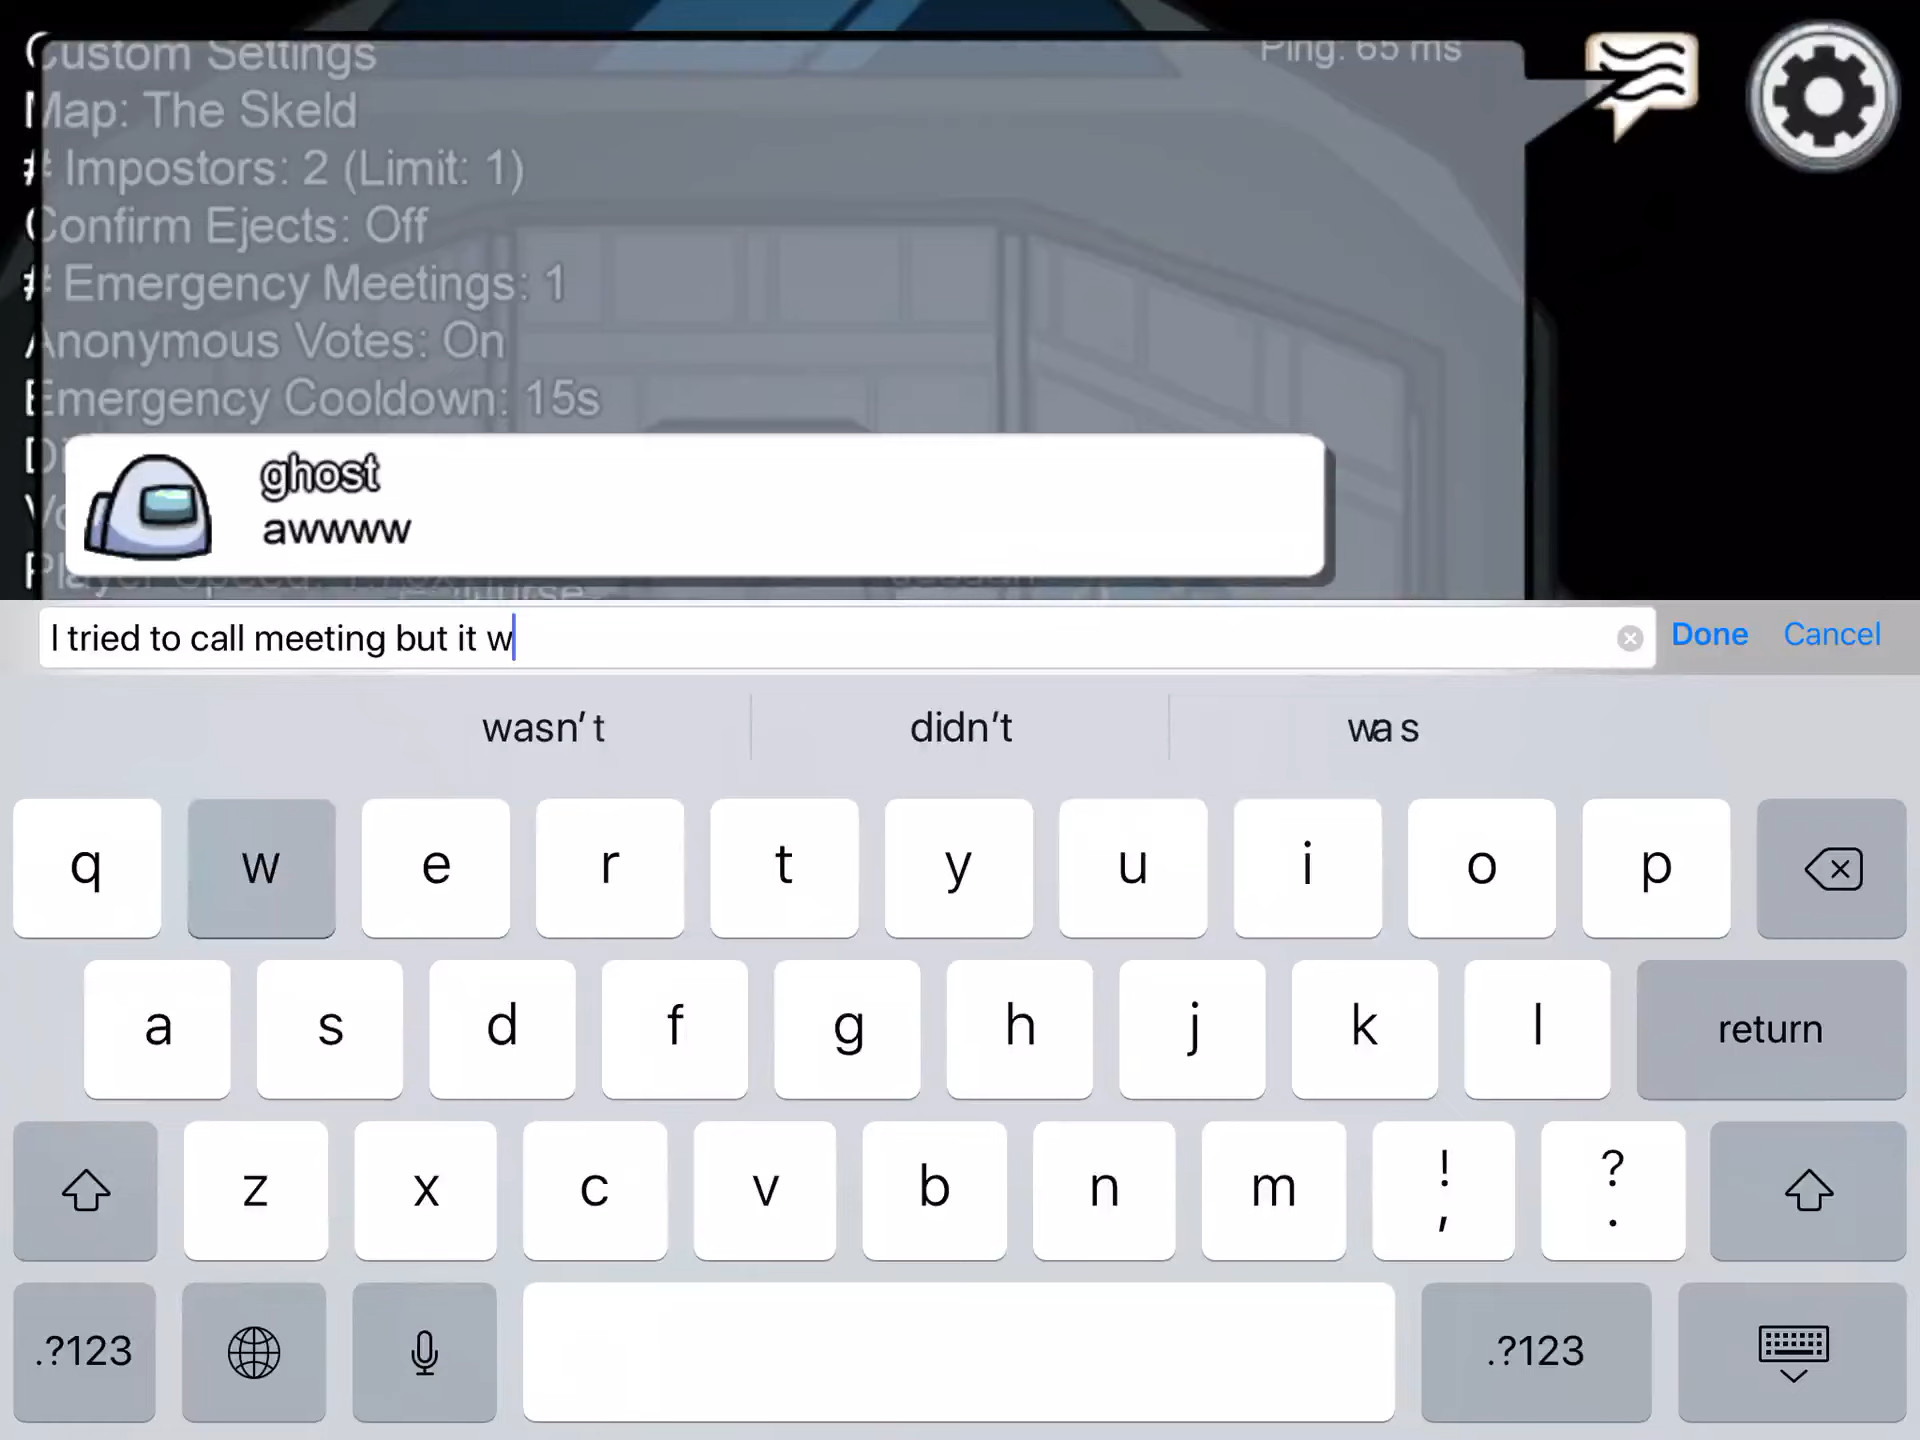 Custom Settings
Ping: 65 ms
Map: The Skeld
# Impostors: 2 (Limit: 1)
Confirm Ejects: Off
# Emergency Meetings: 1
Anonymous Votes: On
Emergency Cooldown: 15s
ghost
awwww
Player Speed:
I tried to call meeting but it w
Done
Cancel
wasn't
didn't
was
q w e r t y u i o p
a s d f g h j k l
return
z x c v b n m ! , ? .
.?123
.?123